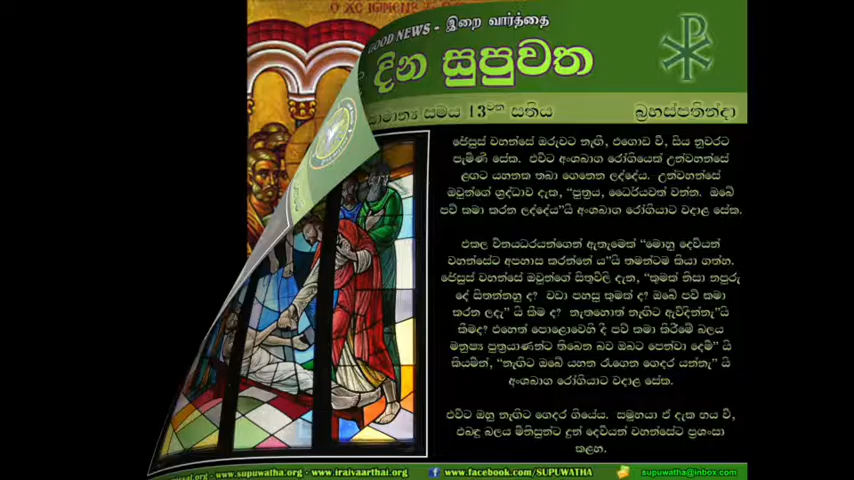 GOOD NEWS - இறை வார்த்தை
දින සුපුවත
සාමාන්‍ය සමය 13වන සතිය
බ්‍රහස්පතින්දා
ජේසුස් වහන්සේ ඔරුවට නැඟී, එගොඩ වී, සිය නුවරට
පැමිණි සේක. එවිට අංශබාග රෝගියෙක් උන්වහන්සේ
ළඟට යහනක තබා ගෙනෙන ලද්දේය. උන්වහන්සේ
ඔවුන්ගේ ශ්‍රද්ධාව දැක, "පුත්‍රය, ධෛර්යවත් වන්න. ඔබේ
පව් කමා කරන ලද්දේය"යි අංශබාග රෝගියාට වදාළ සේක.
එකල විනයධරයන්ගෙන් ඇතැමෙක් "මොහු දෙවියන්
වහන්සේට අපහාස කරන්නේ ය"යි තමන්ටම කියා ගත්හ.
ජේසුස් වහන්සේ ඔවුන්ගේ සිතුවිලි දැන, "කුමක් නිසා නපුරු
දේ සිතන්නහු ද? වඩා පහසු කුමක් ද? ඔබේ පව් කමා
කරන ලදැ" යි කීම ද? නැතහොත් නැඟිට ඇවිදින්නැ"යි
කීමද? එහෙත් පොළොවෙහි දී පව් කමා කිරීමේ බලය
මනුෂ්‍ය පුත්‍රයාණන්ට තිබෙන බව ඔබට පෙන්වා දෙමි" යි
කියමින්, "නැඟිට ඔබේ යහන රැගෙන ගෙදර යන්නැ" යි
අංශබාග රෝගියාට වදාළ සේක.
එවිට ඔහු නැඟිට ගෙදර ගියේය. සමූහයා ඒ දැක භය වී,
එබඳු බලය මිනිසුන්ට දුන් දෙවියන් වහන්සේට ප්‍රශංසා
කළහ.
www.supuwatha.org - www.iraivaarthai.org
www.facebook.com/SUPUWATHA
supuwatha@inbox.com